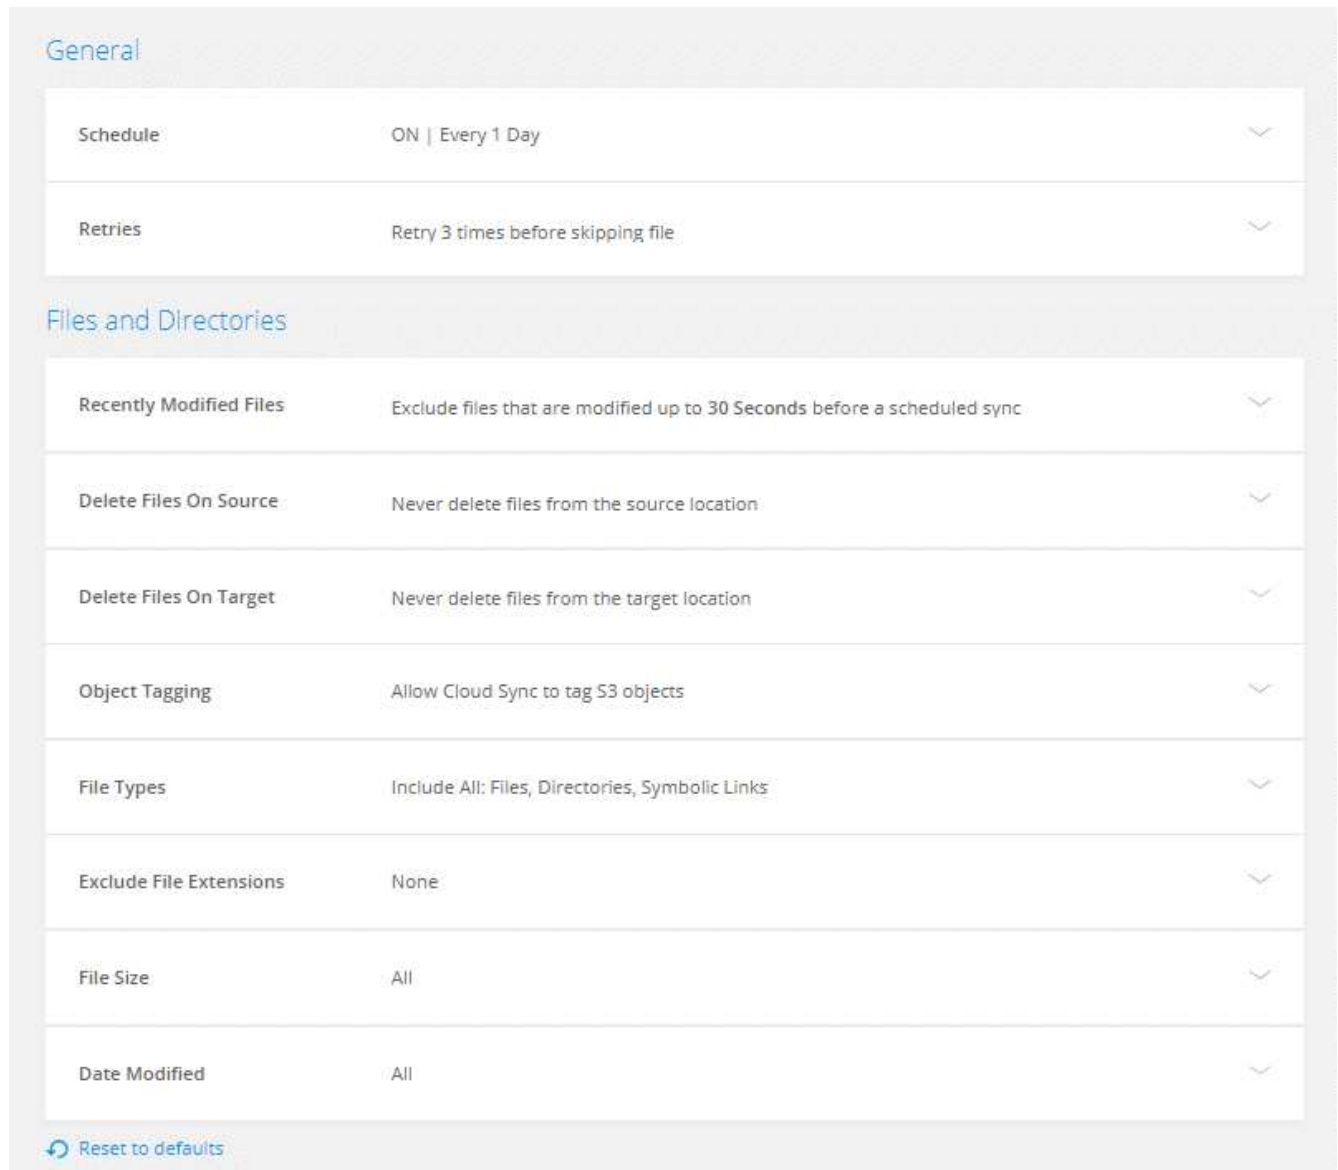 General
Schedule ON | Every 1 Day
Retries Retry 3 times before skipping file
Files and Directories
Recently Modified Files Exclude files that are modified up to 30 Seconds before a scheduled sync
Delete Files On Source Never delete files from the source location
Delete Files On Target Never delete files from the target location
Object Tagging Allow Cloud Sync to tag S3 objects
File Types Include All: Files, Directories, Symbolic Links
Exclude File Extensions None
File Size All
Date Modified All
Reset to defaults